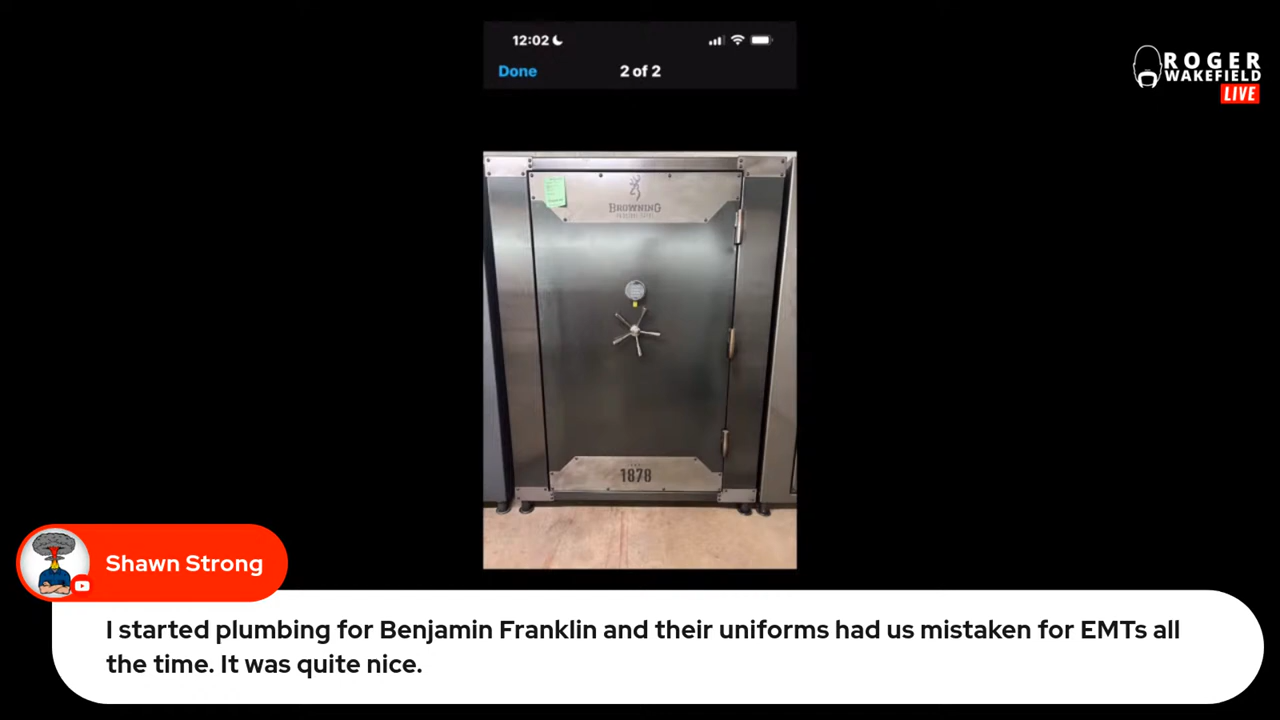 12:02
Done
2 of 2
ROGER
WAKEFIELD
LIVE
BROWNING
1878
Shawn Strong
I started plumbing for Benjamin Franklin and their uniforms had us mistaken for EMTs all
the time. It was quite nice.